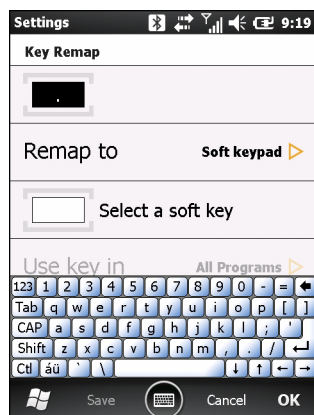 Settings 9:19
Key Remap
.
Remap to Soft keypad
Select a soft key
Use key in All Programs
123 1 2 3 4 5 6 7 8 9 0 - =
Tab q w e r t y u i o p [ ]
CAP a s d f g h j k l ; '
Shift z x c v b n m , . /
Ctl áü ` \
Save Cancel OK